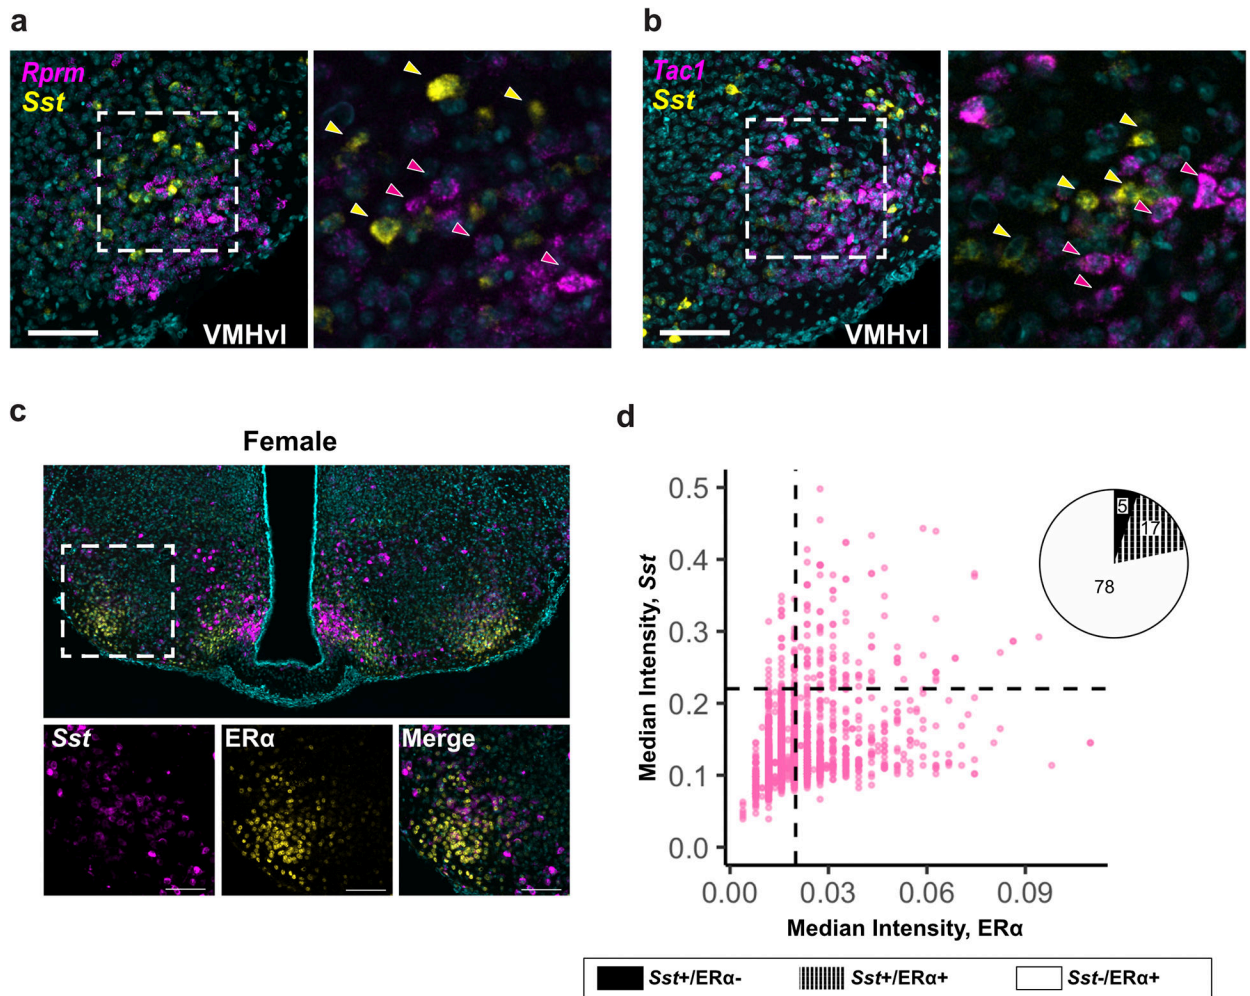 a
Rprm
Sst
VMHvl
b
Tac1
Sst
VMHvl
c
Female
Sst
ERα
Merge
d
Median Intensity, Sst
0.5
0.4
0.3
0.2
0.1
0.0
0.00
0.03
0.06
0.09
Median Intensity, ERα
5
17
78
Sst+/ERα-
Sst+/ERα+
Sst-/ERα+